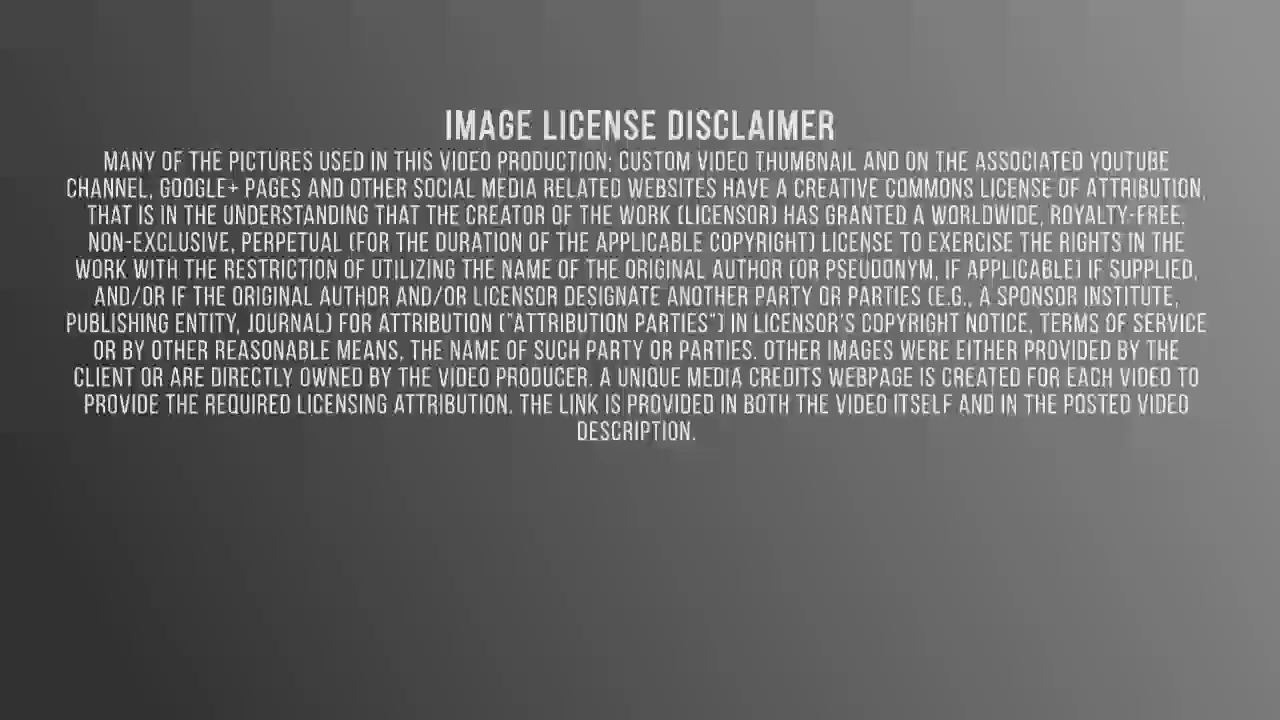 IMAGE LICENSE DISCLAIMER
MANY OF THE PICTURES USED IN THIS VIDEO PRODUCTION; CUSTOM VIDEO THUMBNAIL AND ON THE ASSOCIATED YOUTUBE
CHANNEL, GOOGLE+ PAGES AND OTHER SOCIAL MEDIA RELATED WEBSITES HAVE A CREATIVE COMMONS LICENSE OF ATTRIBUTION,
THAT IS IN THE UNDERSTANDING THAT THE CREATOR OF THE WORK (LICENSOR) HAS GRANTED A WORLDWIDE, ROYALTY-FREE,
NON-EXCLUSIVE, PERPETUAL (FOR THE DURATION OF THE APPLICABLE COPYRIGHT) LICENSE TO EXERCISE THE RIGHTS IN THE
WORK WITH THE RESTRICTION OF UTILIZING THE NAME OF THE ORIGINAL AUTHOR (OR PSEUDONYM, IF APPLICABLE) IF SUPPLIED,
AND/OR IF THE ORIGINAL AUTHOR AND/OR LICENSOR DESIGNATE ANOTHER PARTY OR PARTIES (E.G., A SPONSOR INSTITUTE,
PUBLISHING ENTITY, JOURNAL) FOR ATTRIBUTION ("ATTRIBUTION PARTIES") IN LICENSOR'S COPYRIGHT NOTICE, TERMS OF SERVICE
OR BY OTHER REASONABLE MEANS, THE NAME OF SUCH PARTY OR PARTIES. OTHER IMAGES WERE EITHER PROVIDED BY THE
CLIENT OR ARE DIRECTLY OWNED BY THE VIDEO PRODUCER. A UNIQUE MEDIA CREDITS WEBPAGE IS CREATED FOR EACH VIDEO TO
PROVIDE THE REQUIRED LICENSING ATTRIBUTION. THE LINK IS PROVIDED IN BOTH THE VIDEO ITSELF AND IN THE POSTED VIDEO
DESCRIPTION.